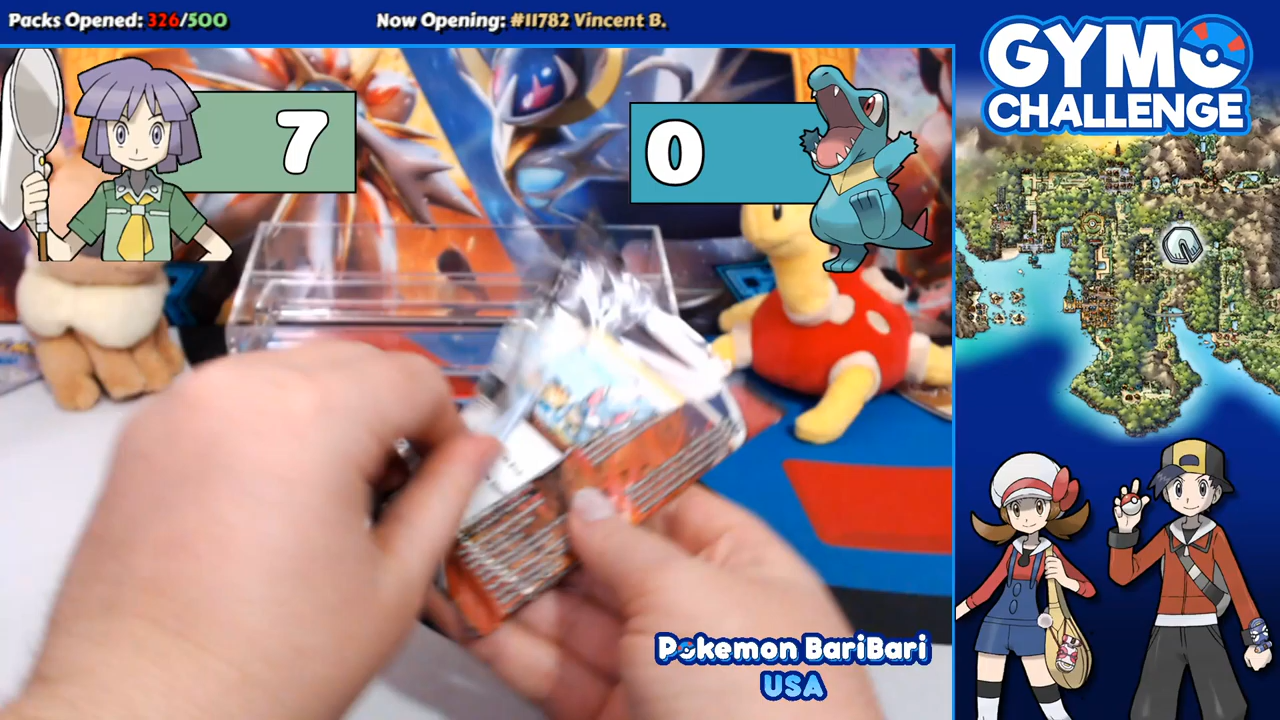 Packs Opened: 326/500
Now Opening: #11782 Vincent B.
GYM
CHALLENGE
7
0
Pokemon BariBari
USA